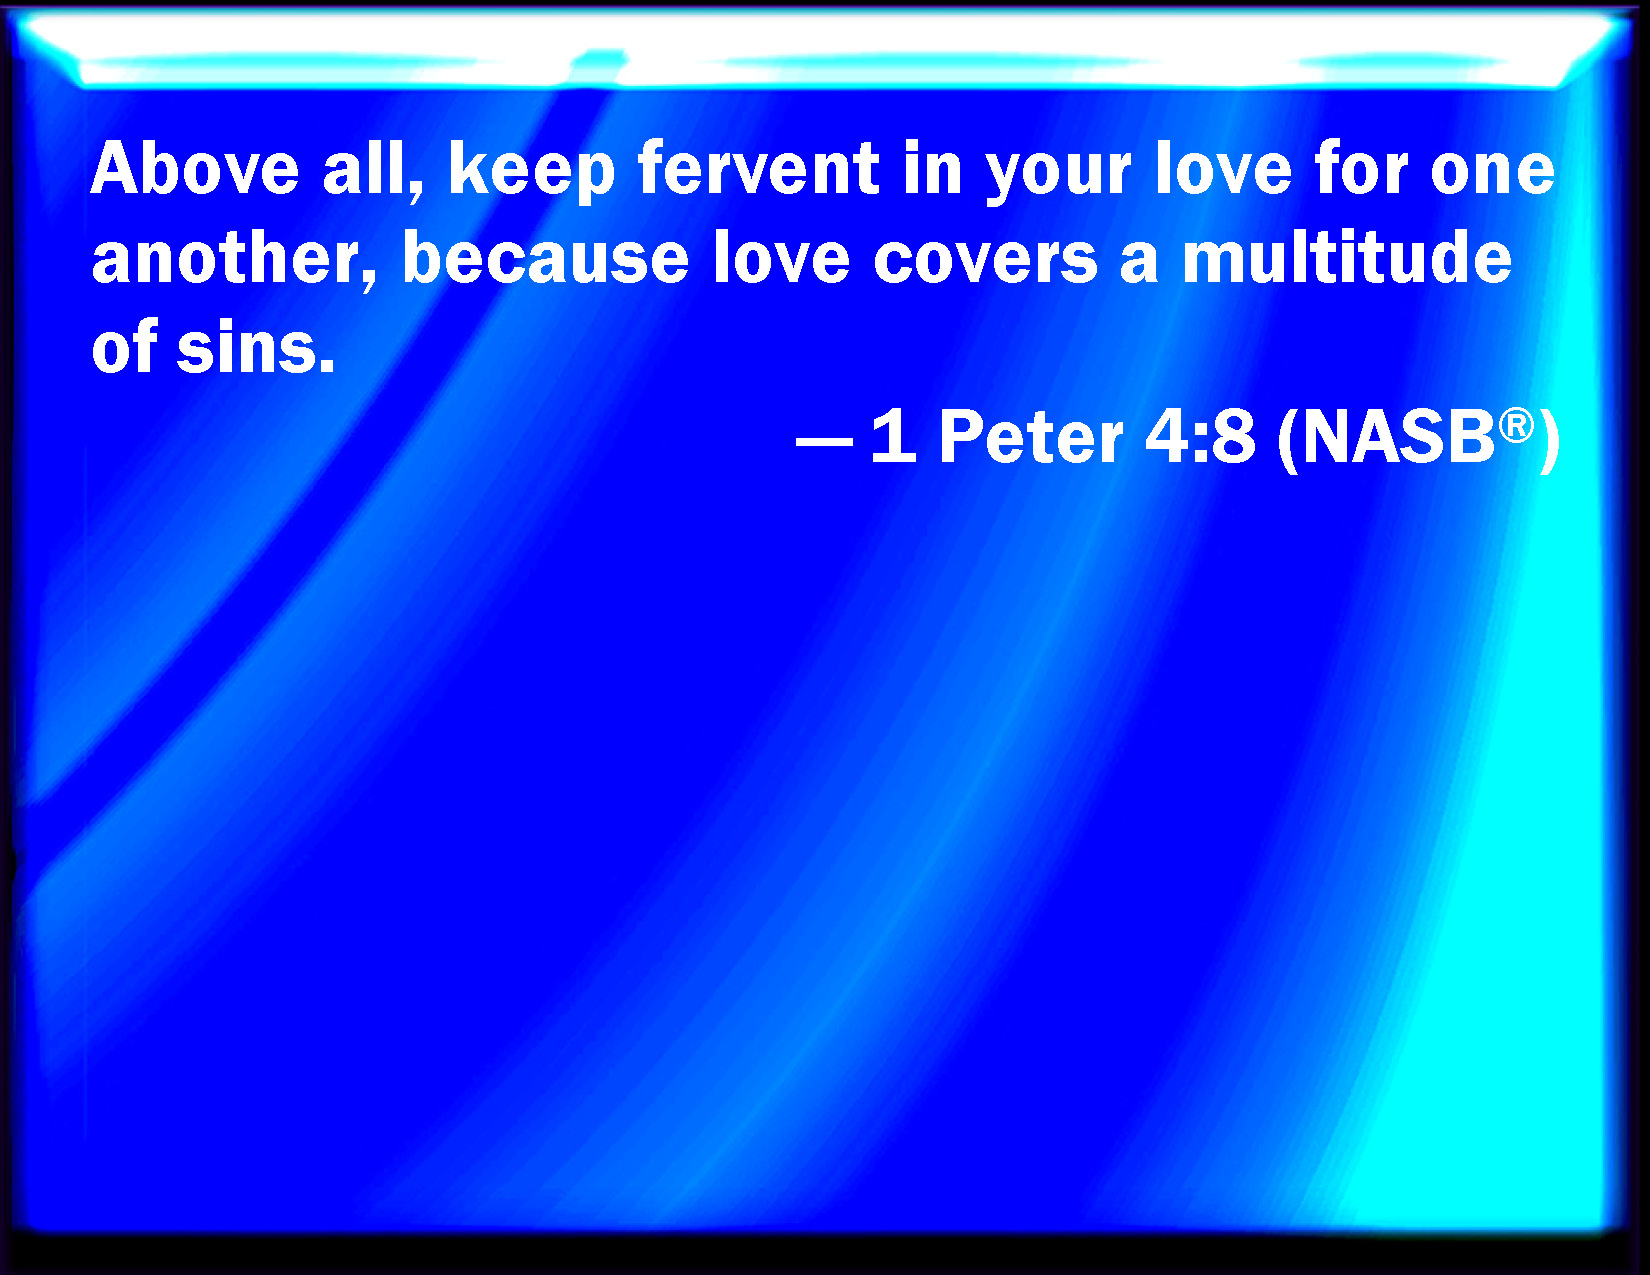 Above all, keep fervent in your love for one
another, because love covers a multitude
of sins.
— 1 Peter 4:8 (NASB®)